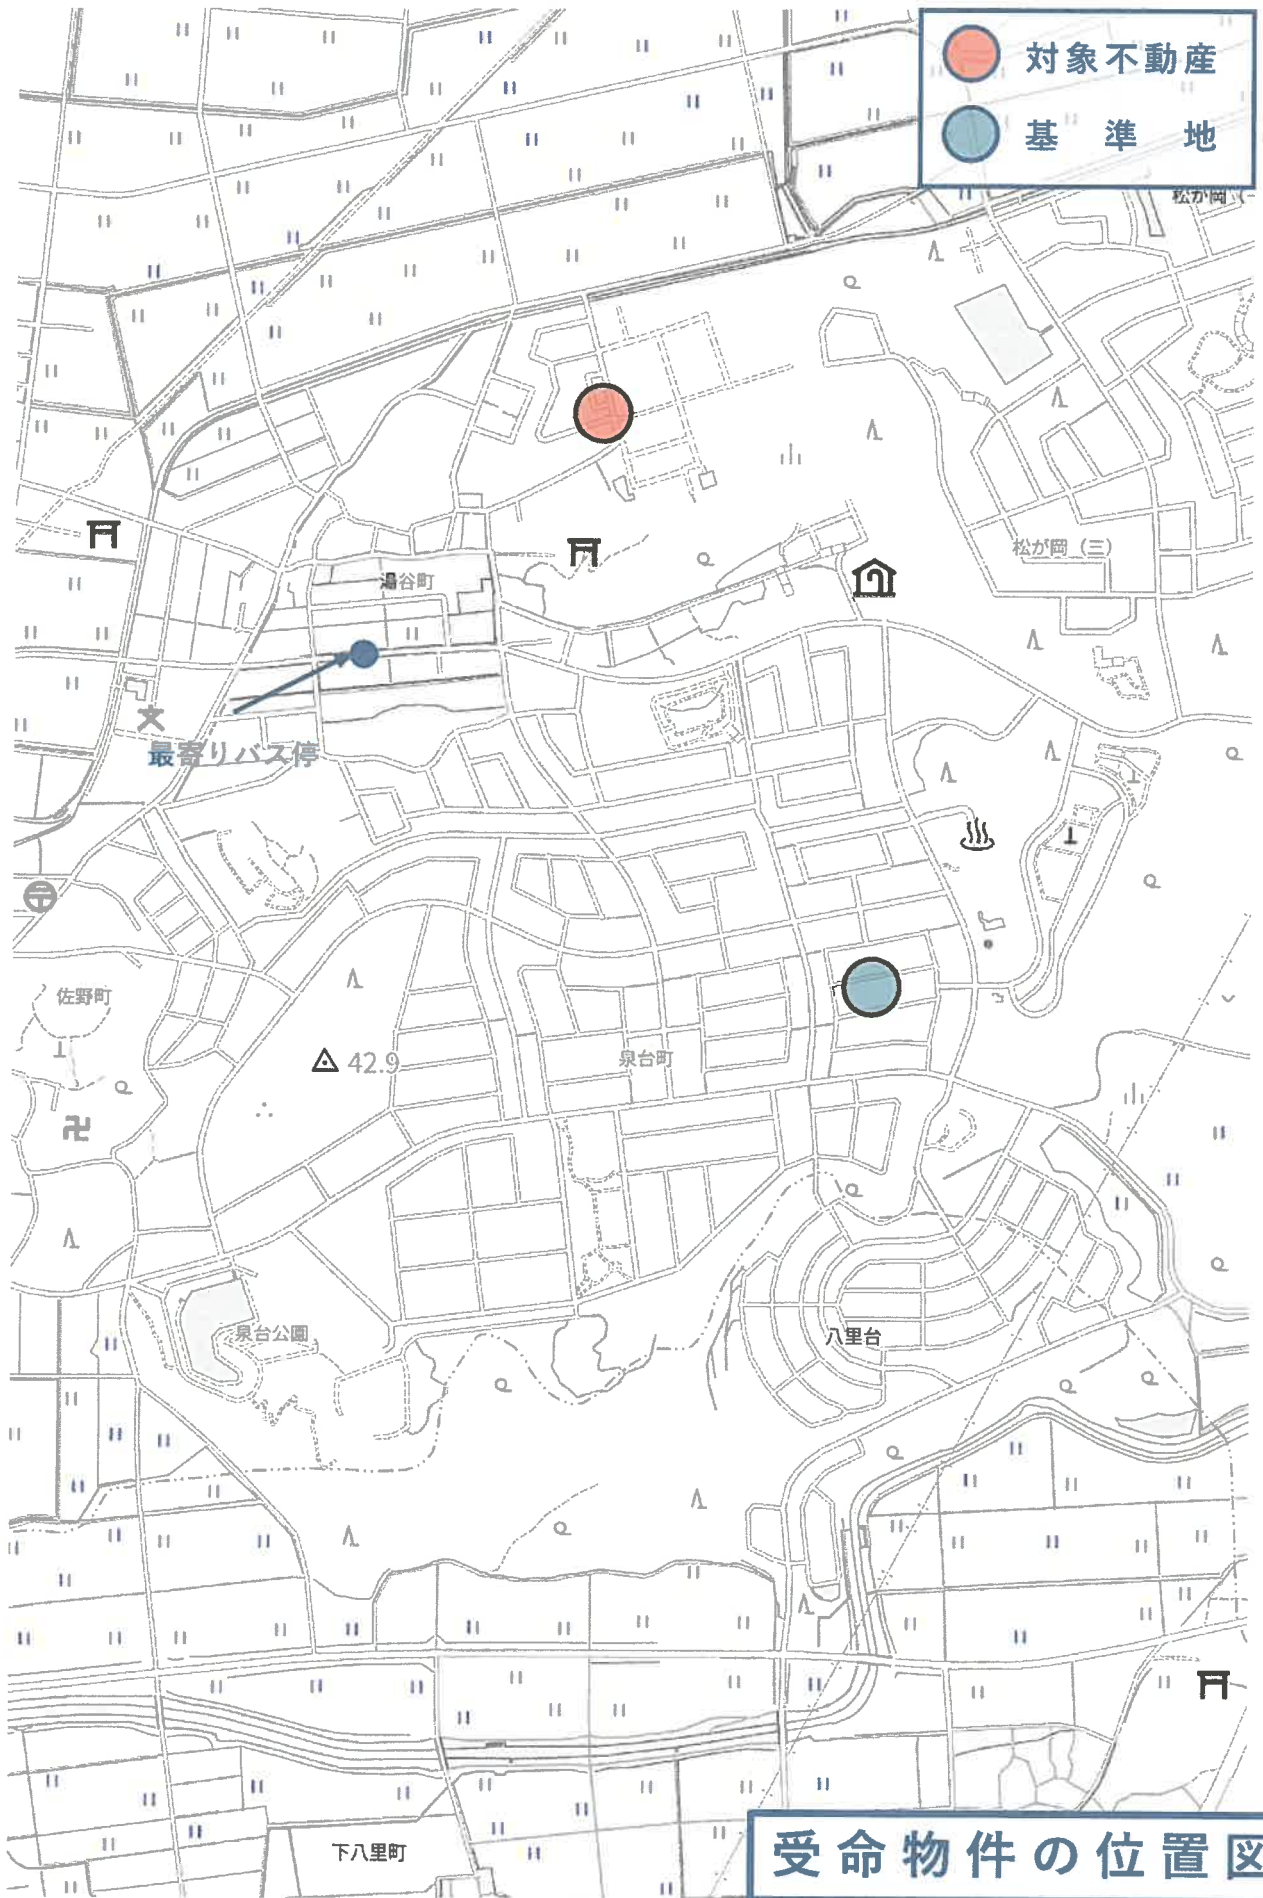 対象不動産
基準地
松が岡（一
松が岡（三）
湯谷町
最寄りバス停
佐野町
42.9
泉台町
泉台公園
八里台
下八里町
受命物件の位置図